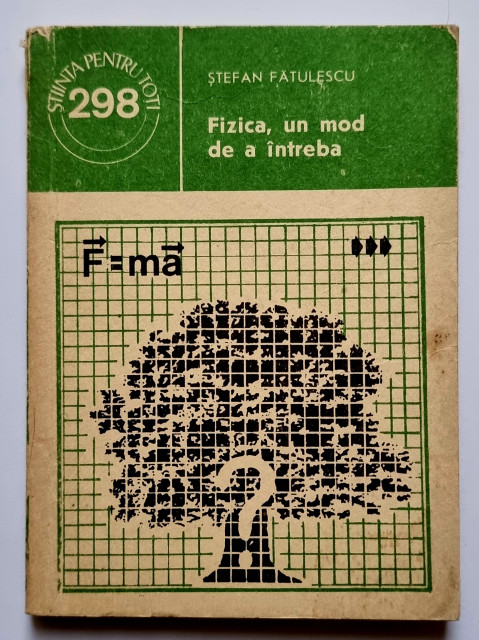 ȘTIINȚA PENTRU TOȚI
298
ȘTEFAN FĂTULESCU
Fizica, un mod
de a întreba
F⃗=ma⃗
?